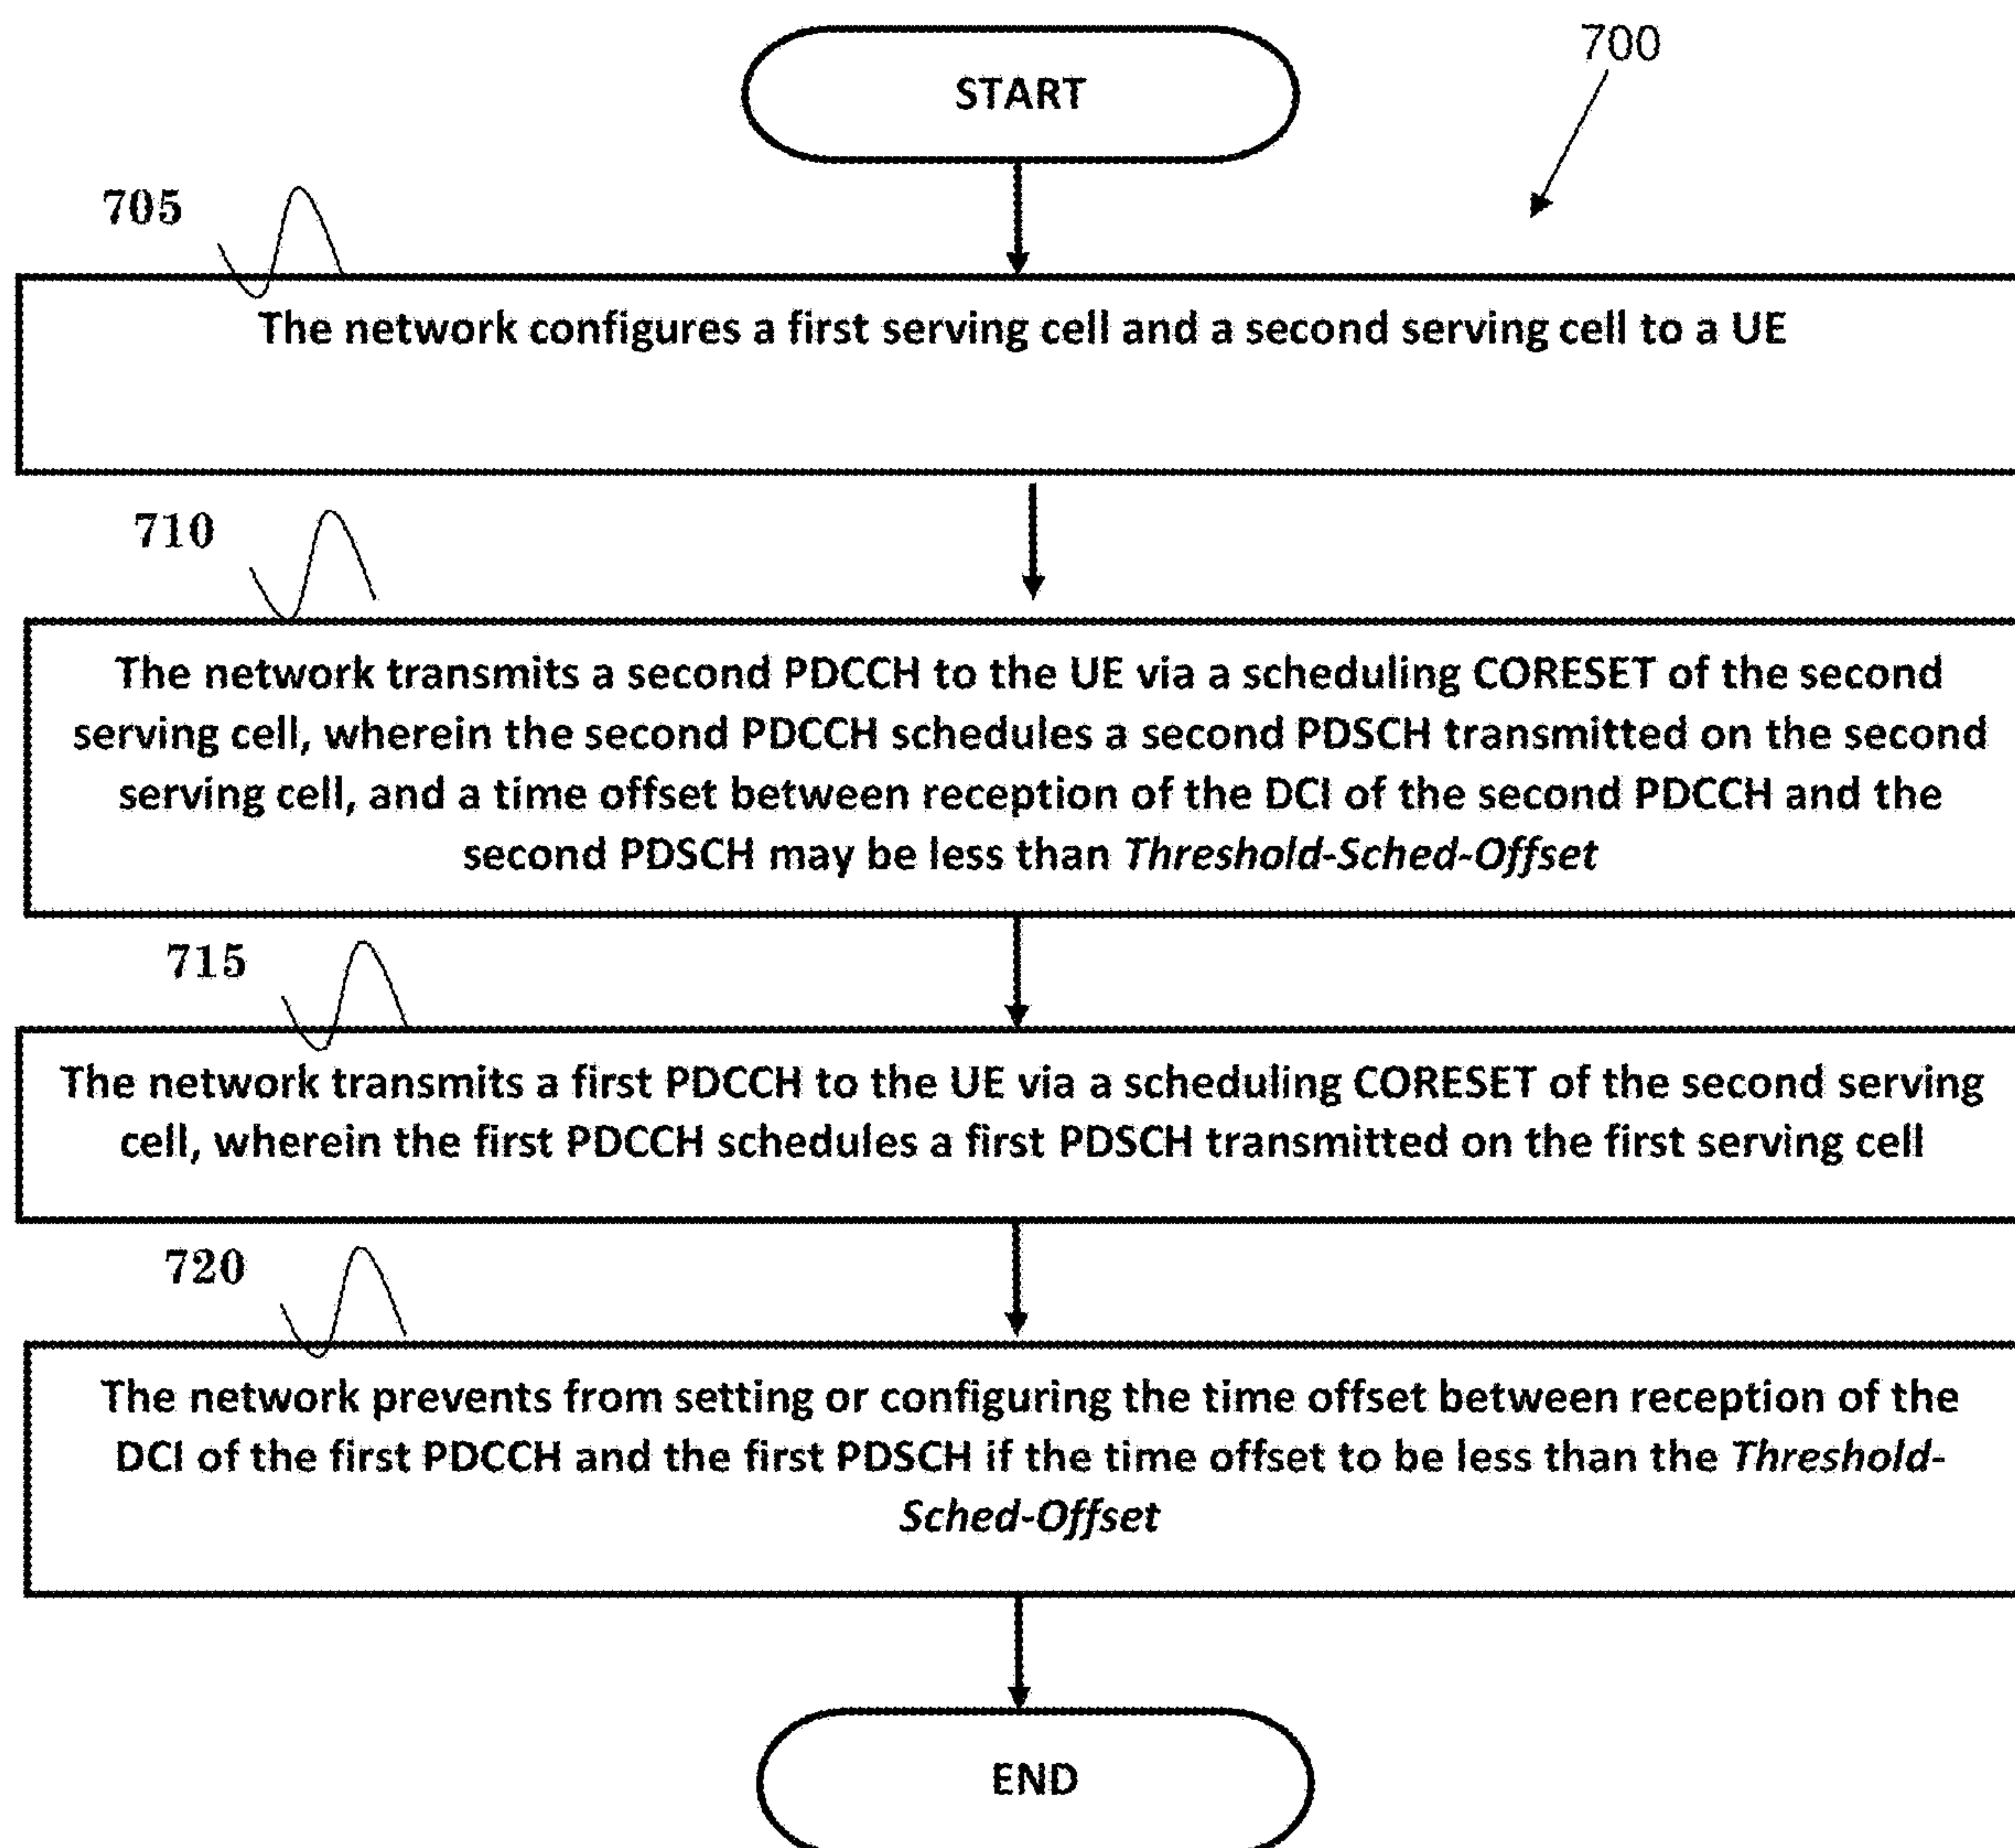 START
700
705
The network configures a first serving cell and a second serving cell to a UE
710
The network transmits a second PDCCH to the UE via a scheduling CORESET of the second
serving cell, wherein the second PDCCH schedules a second PDSCH transmitted on the second
serving cell, and a time offset between reception of the DCI of the second PDCCH and the
second PDSCH may be less than Threshold-Sched-Offset
715
The network transmits a first PDCCH to the UE via a scheduling CORESET of the second serving
cell, wherein the first PDCCH schedules a first PDSCH transmitted on the first serving cell
720
The network prevents from setting or configuring the time offset between reception of the
DCI of the first PDCCH and the first PDSCH if the time offset to be less than the Threshold-
Sched-Offset
END